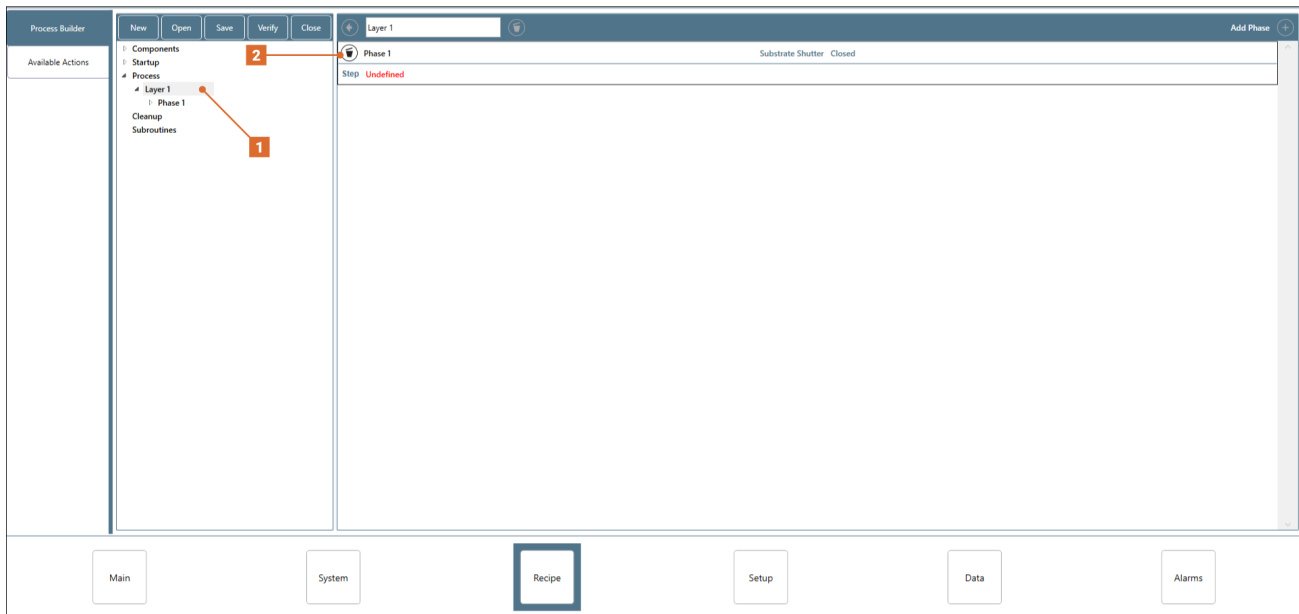 Process Builder
Available Actions
New Open Save Verify Close
Components
Startup
Process
Layer 1
Phase 1
Cleanup
Subroutines
1
2
Layer 1
Add Phase
Phase 1 Substrate Shutter Closed
Step Undefined
Main System Recipe Setup Data Alarms